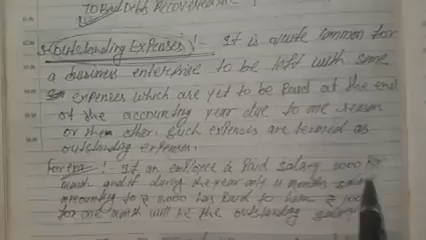 To Bad Debts Recovered A/c
3- Outstanding Expenses :- It is quite common for
a business enterprise to be left with some
expenses which are yet to be paid at the end
of the accounting year due to one reason
or then other. Such expenses are termed as
outstanding expenses.
For ex :- If an employee is paid salary 1000 for
month and if during the year only 11 months salary
amounting to ₹ 11000 has paid to him ₹
for one month will be the outstanding salary